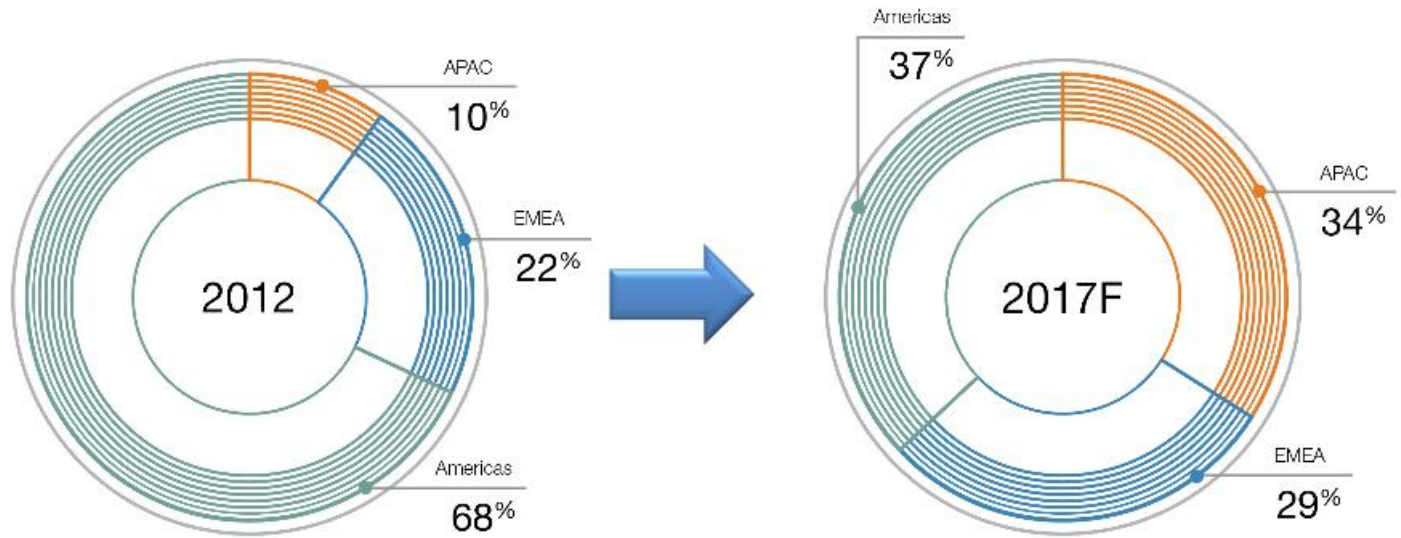 2012
APAC
10%
EMEA
22%
Americas
68%
2017F
Americas
37%
APAC
34%
EMEA
29%